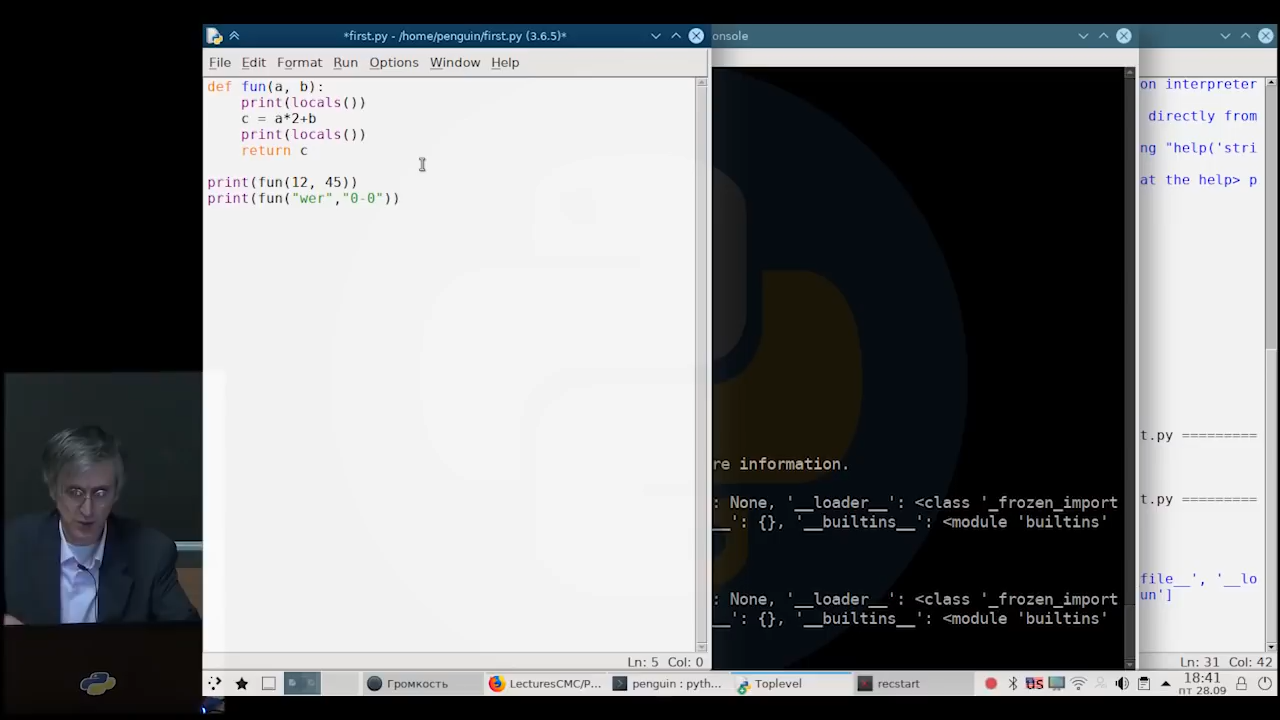 *first.py - /home/penguin/first.py (3.6.5)*
onsole
File Edit Format Run Options Window Help
def fun(a, b):
    print(locals())
    c = a*2+b
    print(locals())
    return c
print(fun(12, 45))
print(fun("wer","0-0"))
on interpreter
directly from
ng "help('stri
at the help> p
t.py =========
re information.
t.py =========
: None, '__loader__': <class '_frozen_import
__': {}, '__builtins__': <module 'builtins'
file__', '__lo
un']
: None, '__loader__': <class '_frozen_import
__': {}, '__builtins__': <module 'builtins'
Ln: 5 Col: 0
Ln: 31 Col: 42
Громкость
LecturesCMC/P...
penguin : pyth...
Toplevel
recstart
US
18:41
пт 28.09